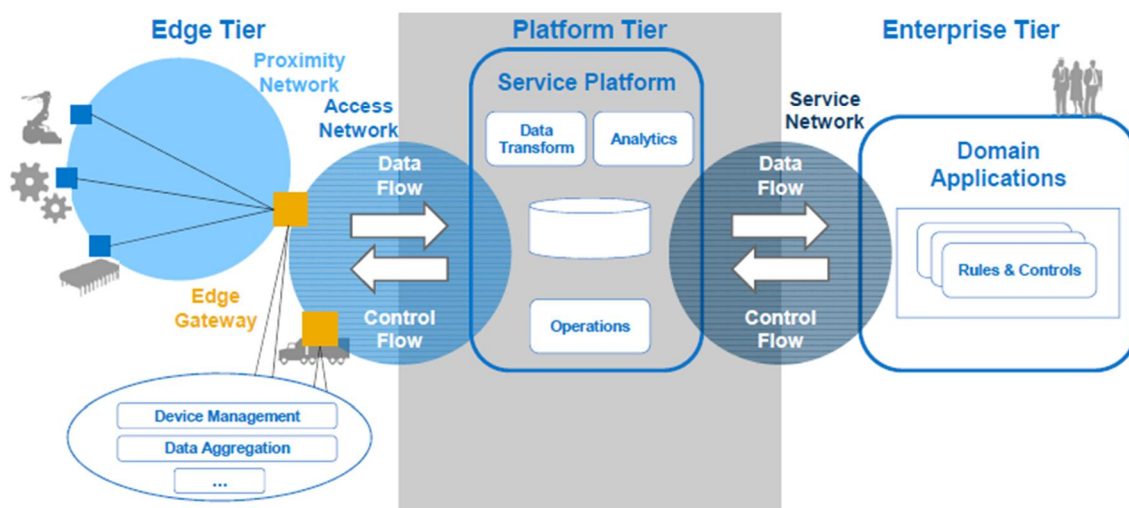 Edge Tier
Platform Tier
Enterprise Tier
Proximity
Network
Access
Network
Service Platform
Service
Network
Data
Transform
Analytics
Domain
Applications
Data
Flow
Data
Flow
Rules & Controls
Edge
Gateway
Control
Flow
Operations
Control
Flow
Device Management
Data Aggregation
...